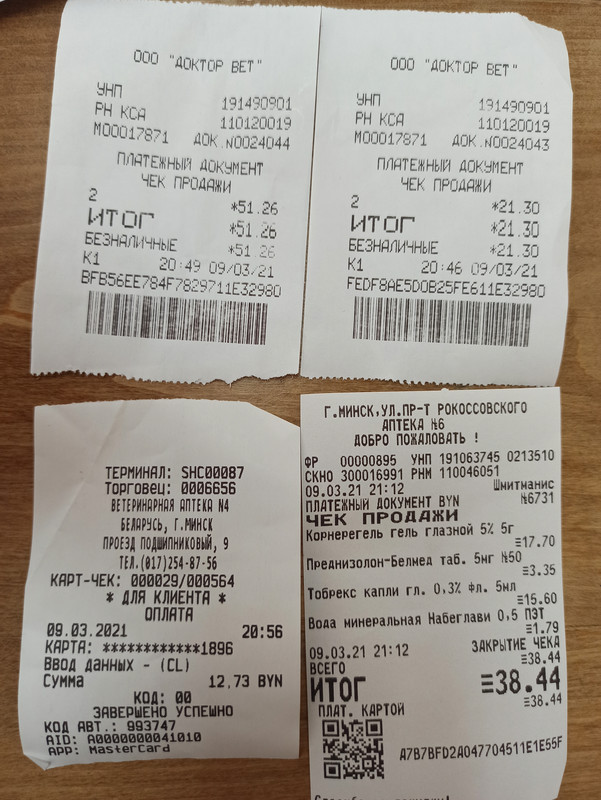 ООО "ДОКТОР ВЕТ"
УНП 191490901
РН КСА 110120019
М00017871 ДОК.N0024044
ПЛАТЕЖНЫЙ ДОКУМЕНТ
ЧЕК ПРОДАЖИ
2 *51.26
ИТОГ *51.26
БЕЗНАЛИЧНЫЕ *51.26
К1 20:49 09/03/21
BFB56EE784F7829711E32980
ООО "ДОКТОР ВЕТ"
УНП 191490901
РН КСА 110120019
М00017871 ДОК.N0024043
ПЛАТЕЖНЫЙ ДОКУМЕНТ
ЧЕК ПРОДАЖИ
2 *21.30
ИТОГ *21.30
БЕЗНАЛИЧНЫЕ *21.30
К1 20:46 09/03/21
FEDF8AE5D0B25FE611E32980
ТЕРМИНАЛ: SHC00087
Торговец: 0006656
ВЕТЕРИНАРНАЯ АПТЕКА N4
БЕЛАРУСЬ, Г.МИНСК
ПРОЕЗД ПОДШИПНИКОВЫЙ, 9
ТЕЛ.(017)254-87-56
КАРТ-ЧЕК: 000029/000564
* ДЛЯ КЛИЕНТА *
ОПЛАТА
09.03.2021 20:56
КАРТА: ************1896
Ввод данных - (CL)
Сумма 12,73 BYN
КОД: 00
ЗАВЕРШЕНО УСПЕШНО
КОД АВТ.: 993747
AID: A0000000041010
APP: MasterCard
Г.МИНСК,УЛ.ПР-Т РОКОССОВСКОГО
АПТЕКА №6
ДОБРО ПОЖАЛОВАТЬ !
ФР 00000895 УНП 191063745 0213510
СКНО 300016991 РНМ 110046051
09.03.21 21:12 Шмитманис
ПЛАТЕЖНЫЙ ДОКУМЕНТ BYN №6731
ЧЕК ПРОДАЖИ
Корнерегель гель глазной 5% 5г
≡17.70
Преднизолон-Белмед таб. 5мг №50
≡3.35
Тобрекс капли гл. 0,3% фл. 5мл
≡15.60
Вода минеральная Набеглави 0,5 ПЭТ
≡1.79
09.03.21 21:12 ЗАКРЫТИЕ ЧЕКА
ВСЕГО ≡38.44
ИТОГ ≡38.44
ПЛАТ. КАРТОЙ ≡38.44
A7B7BFD2A047704511E1E55F